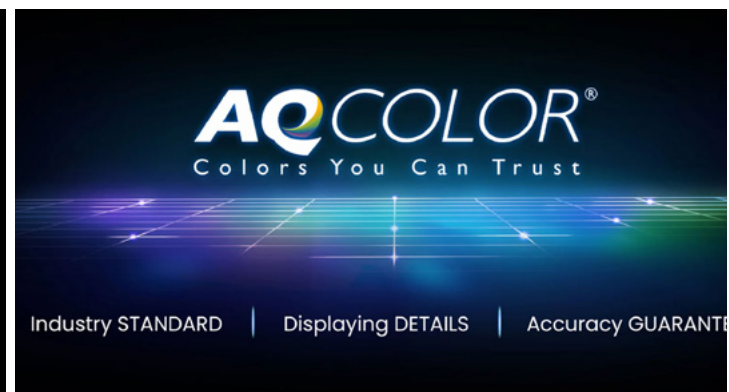 AQCOLOR®
Colors You Can Trust
Industry STANDARD | Displaying DETAILS | Accuracy GUARANTE